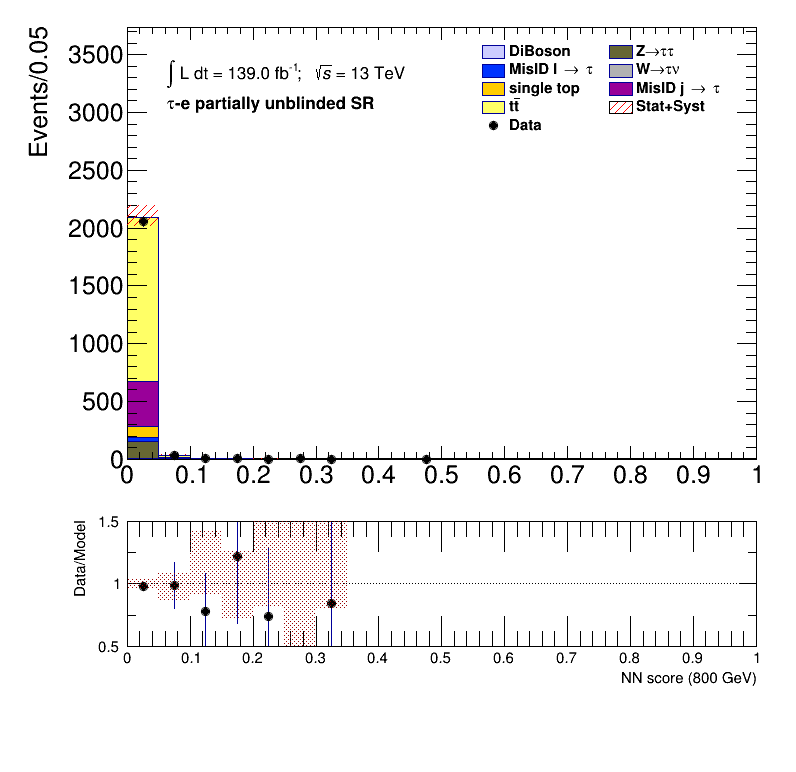 Events/0.05
3500
3000
2500
2000
1500
1000
500
0
∫ L dt = 139.0 fb⁻¹; √s = 13 TeV
τ-e partially unblinded SR
DiBoson
MisID l → τ
single top
tt̄
Data
Z→ττ
W→τν
MisID j → τ
Stat+Syst
0 0.1 0.2 0.3 0.4 0.5 0.6 0.7 0.8 0.9 1
Data/Model
1.5
1
0.5
0 0.1 0.2 0.3 0.4 0.5 0.6 0.7 0.8 0.9 1
NN score (800 GeV)